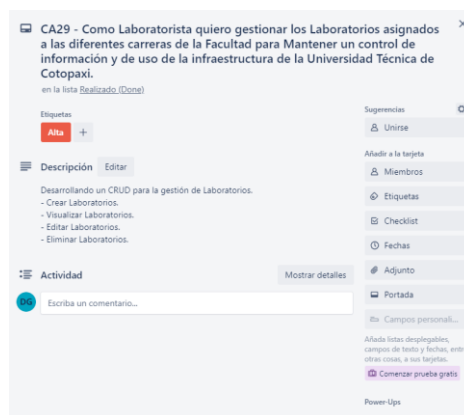 CA29 - Como Laboratorista quiero gestionar los Laboratorios asignados
a las diferentes carreras de la Facultad para Mantener un control de
información y de uso de la infraestructura de la Universidad Técnica de
Cotopaxi.
en la lista Realizado (Done)
Etiquetas
Alta +
Descripción Editar
Desarrollando un CRUD para la gestión de Laboratorios.
- Crear Laboratorios.
- Visualizar Laboratorios.
- Editar Laboratorios.
- Eliminar Laboratorios.
Actividad Mostrar detalles
DG Escriba un comentario...
Sugerencias
Unirse
Añadir a la tarjeta
Miembros
Etiquetas
Checklist
Fechas
Adjunto
Portada
Campos personali...
Añada listas desplegables,
campos de texto y fechas, entre
otras cosas, a sus tarjetas.
Comenzar prueba gratis
Power-Ups